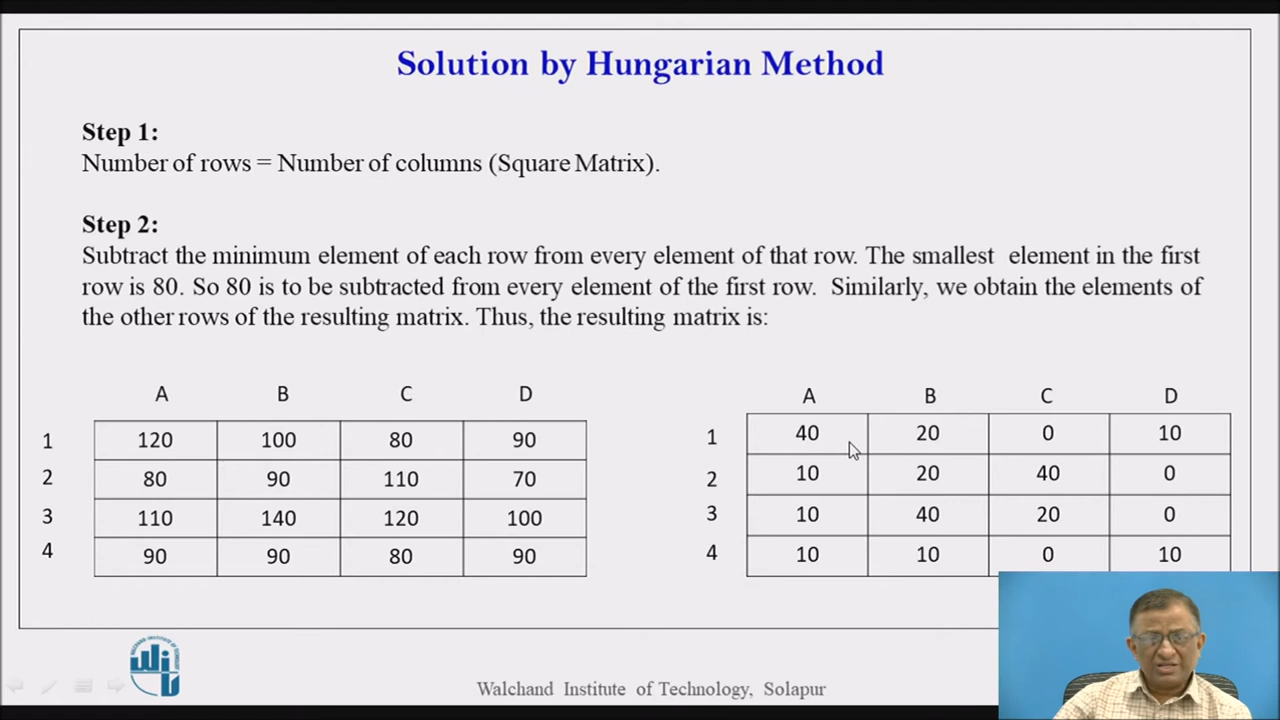 Solution by Hungarian Method
Step 1:
Number of rows = Number of columns (Square Matrix).
Step 2:
Subtract the minimum element of each row from every element of that row. The smallest element in the first
row is 80. So 80 is to be subtracted from every element of the first row. Similarly, we obtain the elements of
the other rows of the resulting matrix. Thus, the resulting matrix is:
A B C D
1 120 100 80 90
2 80 90 110 70
3 110 140 120 100
4 90 90 80 90
A B C D
1 40 20 0 10
2 10 20 40 0
3 10 40 20 0
4 10 10 0 10
Walchand Institute of Technology, Solapur